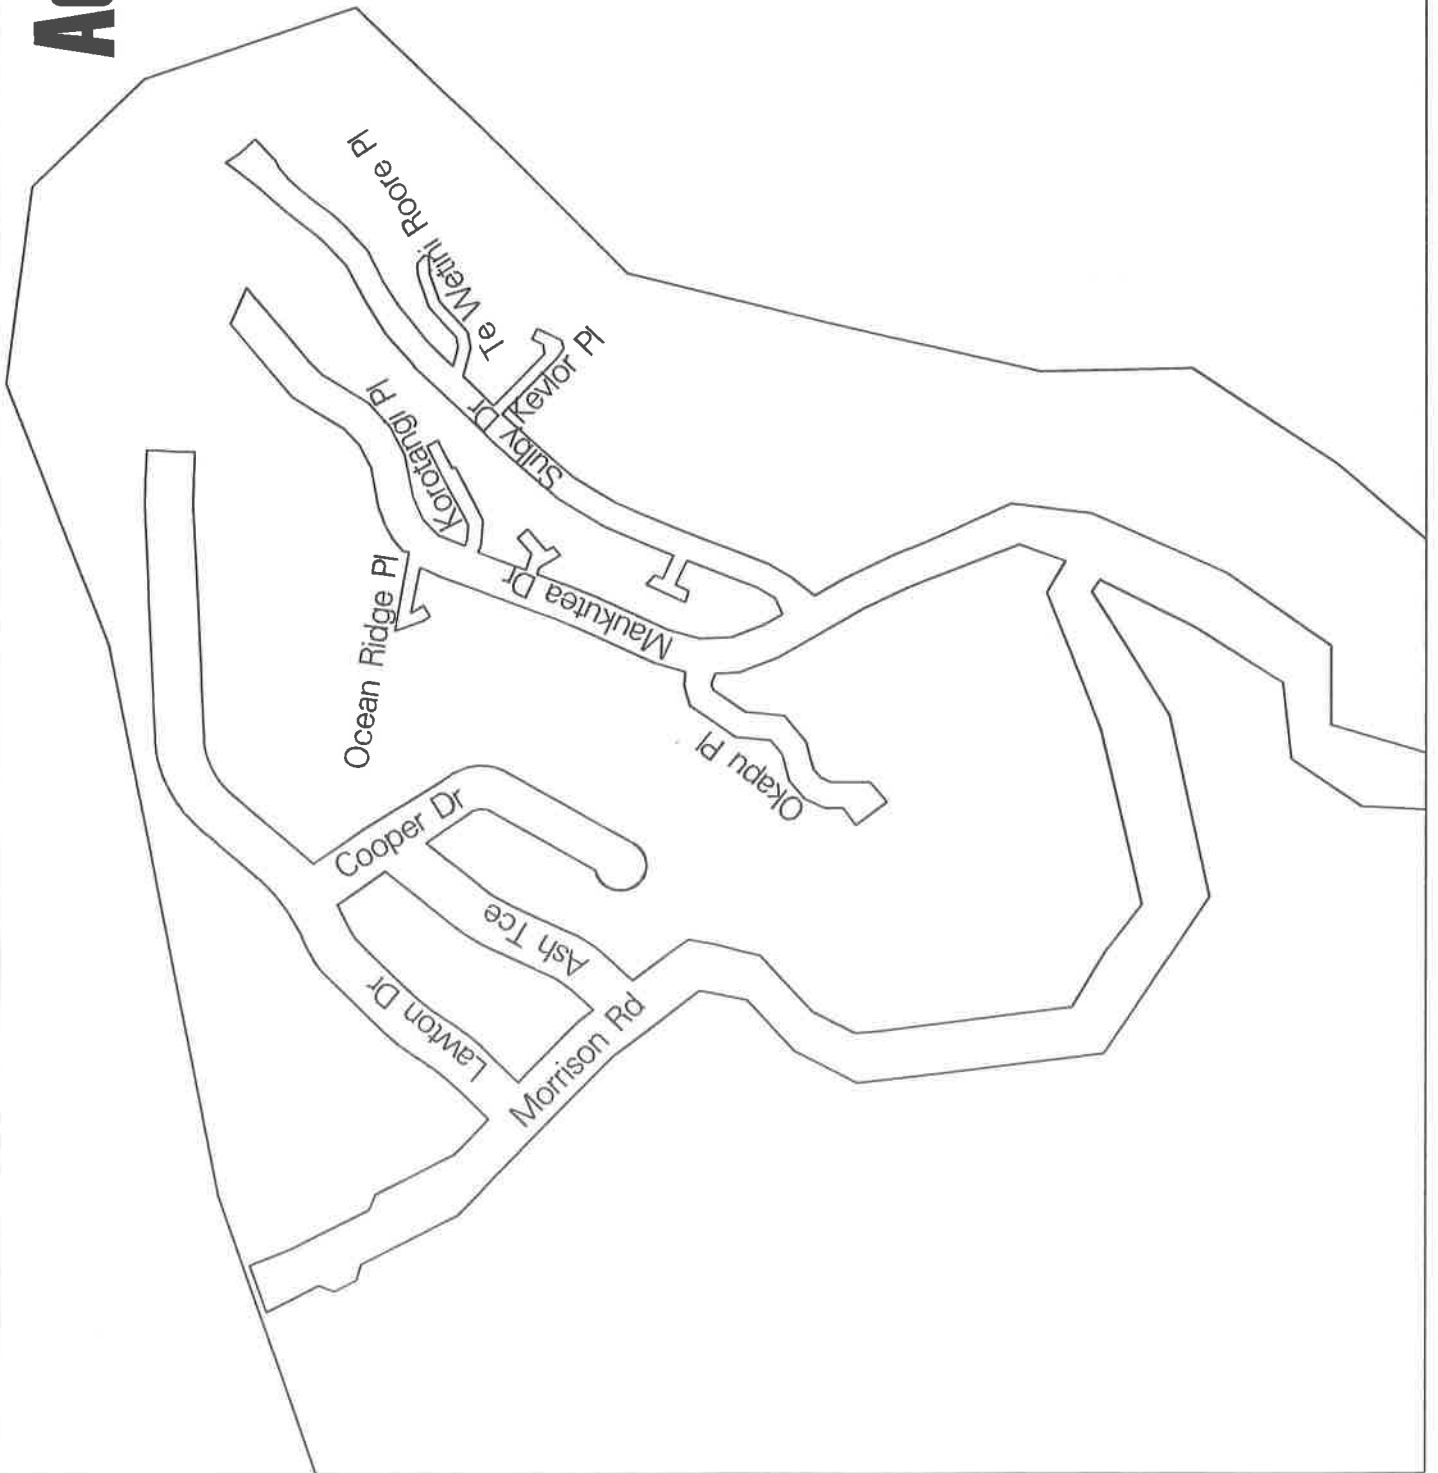 Te Wetini Roore Pl
Kevlor Pl
Sulby Dr
Korotangi Pl
Maukutea Dr
Ocean Ridge Pl
Okapu Pl
Cooper Dr
Ash Tce
Lawton Dr
Morrison Rd